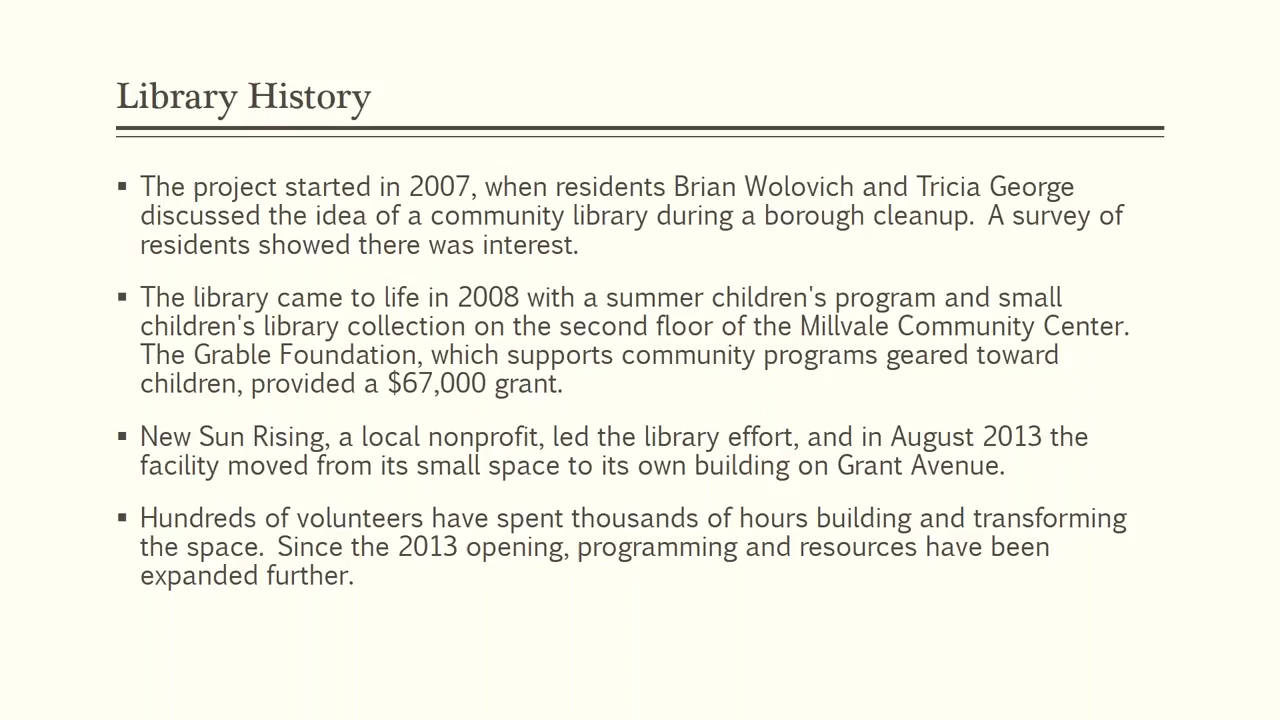 Library History
▪ The project started in 2007, when residents Brian Wolovich and Tricia George
discussed the idea of a community library during a borough cleanup.  A survey of
residents showed there was interest.
▪ The library came to life in 2008 with a summer children's program and small
children's library collection on the second floor of the Millvale Community Center.
The Grable Foundation, which supports community programs geared toward
children, provided a $67,000 grant.
▪ New Sun Rising, a local nonprofit, led the library effort, and in August 2013 the
facility moved from its small space to its own building on Grant Avenue.
▪ Hundreds of volunteers have spent thousands of hours building and transforming
the space.  Since the 2013 opening, programming and resources have been
expanded further.